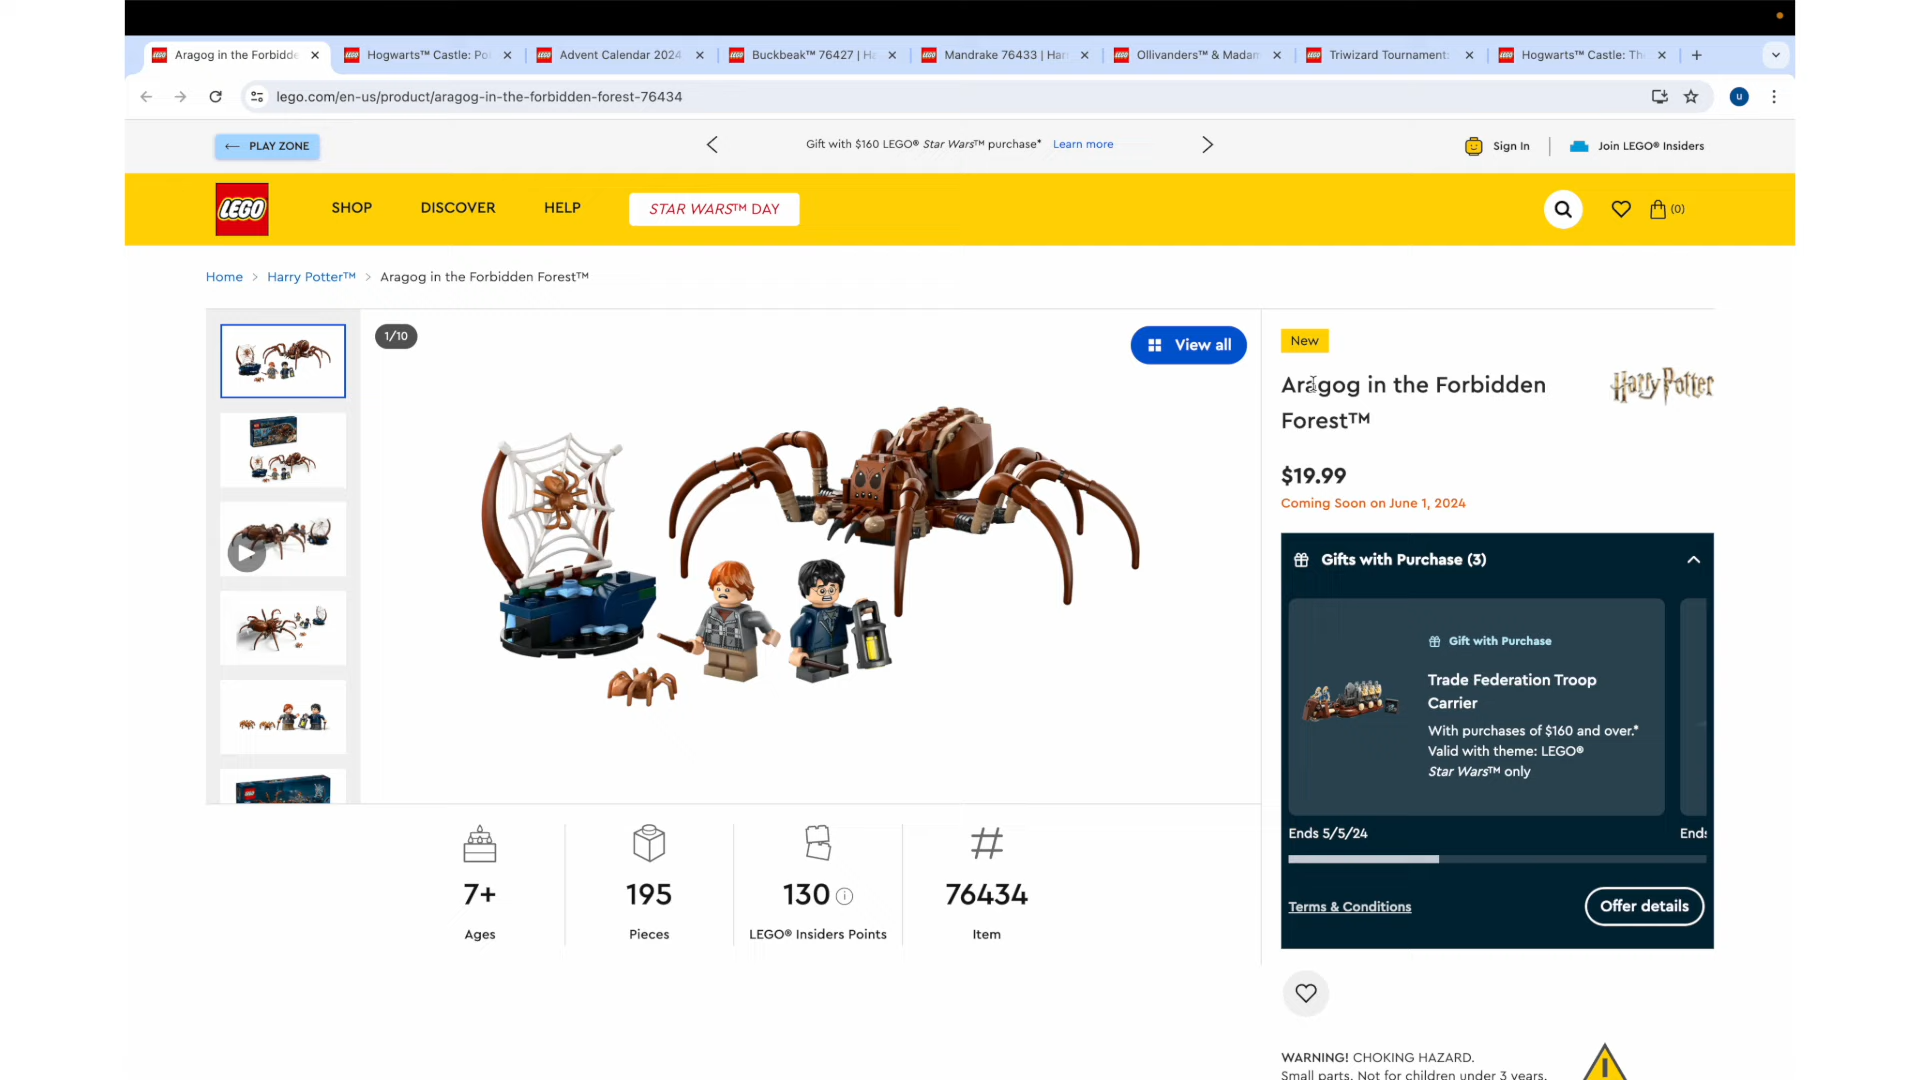 Aragog in the Forbidde
Hogwarts™ Castle: Po
Advent Calendar 2024
Buckbeak™ 76427 | Ha
Mandrake 76433 | Har
Ollivanders™ & Madam
Triwizard Tournament:
Hogwarts™ Castle: Th
lego.com/en-us/product/aragog-in-the-forbidden-forest-76434
u
PLAY ZONE
Gift with $160 LEGO® Star Wars™ purchase* Learn more
Sign In
Join LEGO® Insiders
LEGO
SHOP
DISCOVER
HELP
STAR WARS™ DAY
(0)
Home > Harry Potter™ > Aragog in the Forbidden Forest™
1/10
View all
New
Aragog in the Forbidden
Forest™
Harry Potter
$19.99
Coming Soon on June 1, 2024
Gifts with Purchase (3)
Gift with Purchase
Trade Federation Troop
Carrier
With purchases of $160 and over.*
Valid with theme: LEGO®
Star Wars™ only
Ends 5/5/24
Ends
Terms & Conditions
Offer details
7+
Ages
195
Pieces
130
LEGO® Insiders Points
#
76434
Item
WARNING! CHOKING HAZARD.
Small parts. Not for children under 3 years.